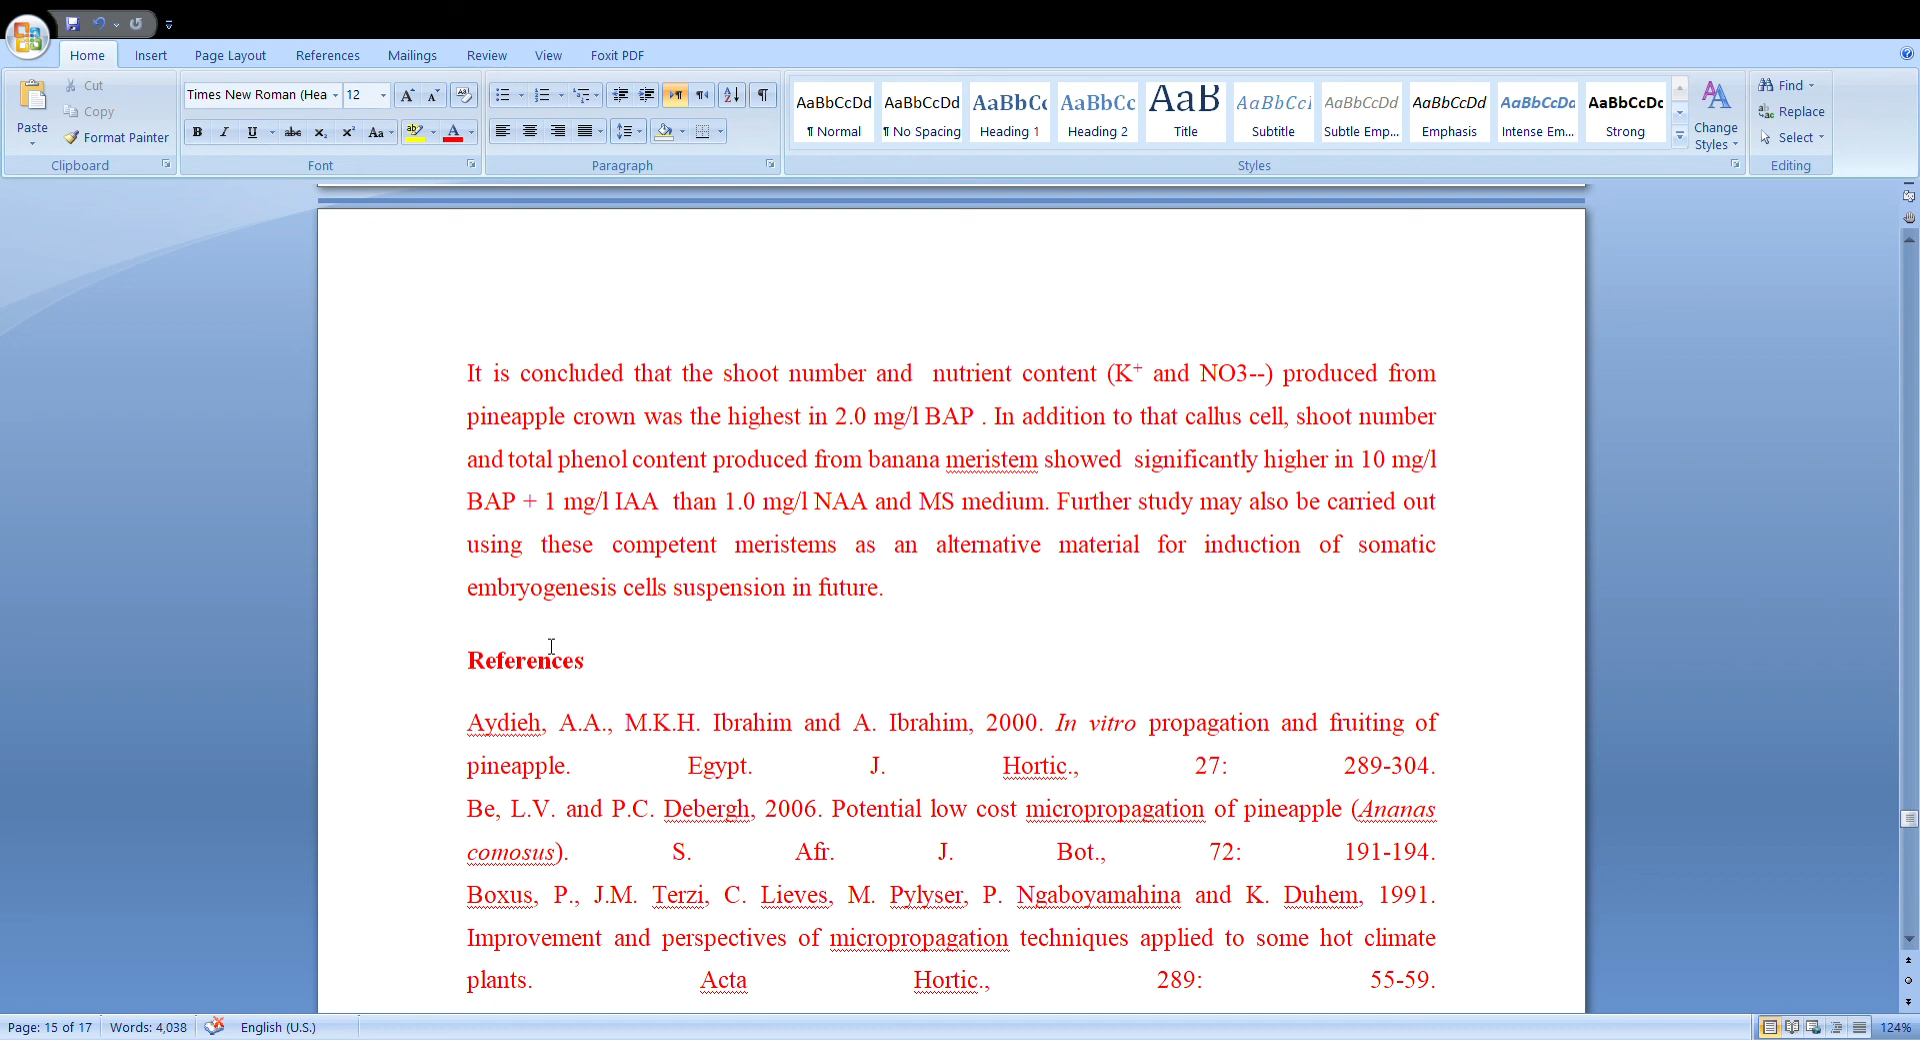 Home Insert Page Layout References Mailings Review View Foxit PDF
Paste Cut Copy Format Painter Clipboard
Times New Roman (Hea 12 Font
Paragraph
AaBbCcDd AaBbCcDd AaBbCc AaBbCc AaB AaBbCcI AaBbCcDd AaBbCcDd AaBbCcDc AaBbCcDc
¶ Normal ¶ No Spacing Heading 1 Heading 2 Title Subtitle Subtle Emp... Emphasis Intense Em... Strong
Styles
Change Styles
Find Replace Select Editing
It is concluded that the shoot number and nutrient content (K+ and NO3--) produced from
pineapple crown was the highest in 2.0 mg/l BAP . In addition to that callus cell, shoot number
and total phenol content produced from banana meristem showed significantly higher in 10 mg/l
BAP + 1 mg/l IAA than 1.0 mg/l NAA and MS medium. Further study may also be carried out
using these competent meristems as an alternative material for induction of somatic
embryogenesis cells suspension in future.
References
Aydieh, A.A., M.K.H. Ibrahim and A. Ibrahim, 2000. In vitro propagation and fruiting of
pineapple. Egypt. J. Hortic., 27: 289-304.
Be, L.V. and P.C. Debergh, 2006. Potential low cost micropropagation of pineapple (Ananas
comosus). S. Afr. J. Bot., 72: 191-194.
Boxus, P., J.M. Terzi, C. Lieves, M. Pylyser, P. Ngaboyamahina and K. Duhem, 1991.
Improvement and perspectives of micropropagation techniques applied to some hot climate
plants. Acta Hortic., 289: 55-59.
Page: 15 of 17 Words: 4,038 English (U.S.) 124%